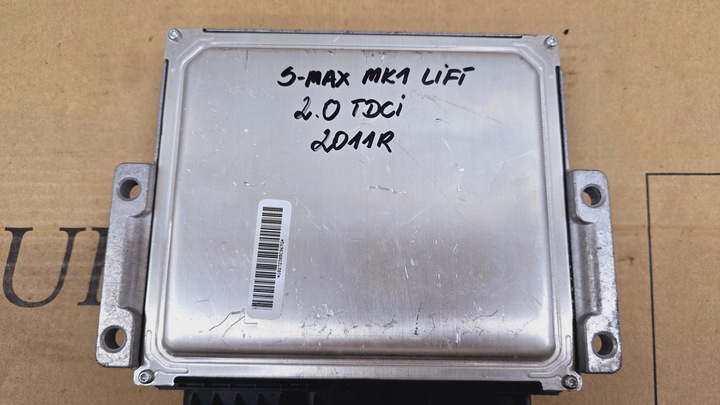 S-MAX MK1 LIFT
2.0 TDCi
2011R